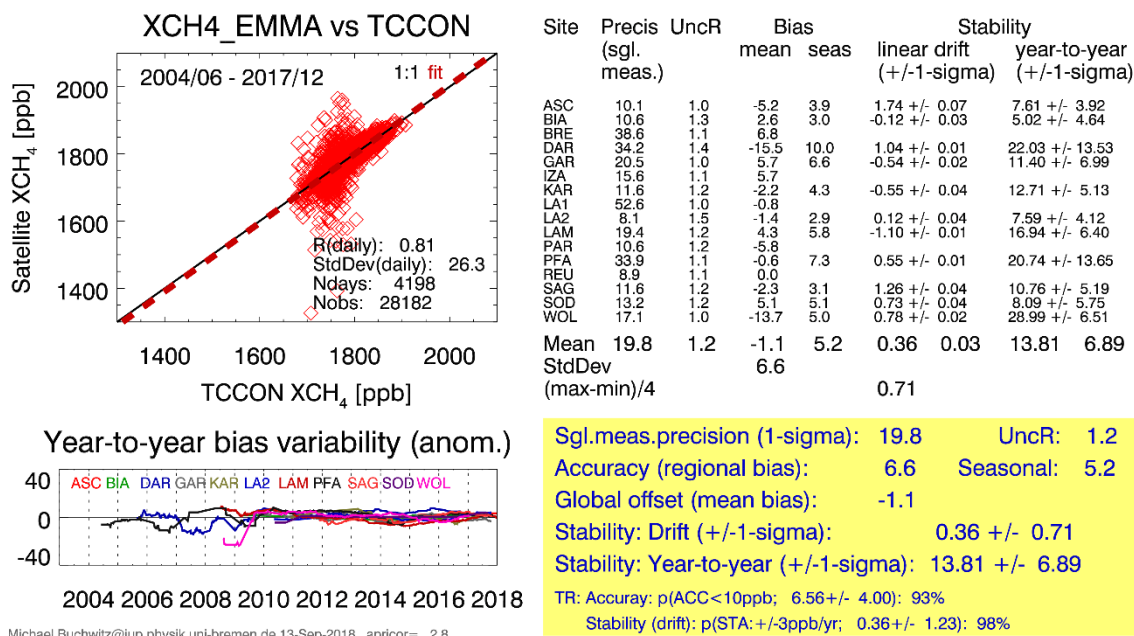 XCH4_EMMA vs TCCON
2004/06 - 2017/12
1:1 fit
Satellite XCH4 [ppb]
2000
1800
1600
1400
R(daily): 0.81
StdDev(daily): 26.3
Ndays: 4198
Nobs: 28182
1400 1600 1800 2000
TCCON XCH4 [ppb]
Site Precis UncR Bias Stability
(sgl. mean seas linear drift year-to-year
meas.) (+/-1-sigma) (+/-1-sigma)
ASC 10.1 1.0 -5.2 3.9 1.74 +/- 0.07 7.61 +/- 3.92
BIA 10.6 1.3 2.6 3.0 -0.12 +/- 0.03 5.02 +/- 4.64
BRE 38.6 1.1 6.8
DAR 34.2 1.4 -15.5 10.0 1.04 +/- 0.01 22.03 +/- 13.53
GAR 20.5 1.0 5.7 6.6 -0.54 +/- 0.02 11.40 +/- 6.99
IZA 15.6 1.1 5.7
KAR 11.6 1.2 -2.2 4.3 -0.55 +/- 0.04 12.71 +/- 5.13
LA1 52.6 1.0 -0.8
LA2 8.1 1.5 -1.4 2.9 0.12 +/- 0.04 7.59 +/- 4.12
LAM 19.4 1.2 4.3 5.8 -1.10 +/- 0.01 16.94 +/- 6.40
PAR 10.6 1.2 -5.8
PFA 33.9 1.1 -0.6 7.3 0.55 +/- 0.01 20.74 +/- 13.65
REU 8.9 1.1 0.0
SAG 11.6 1.2 -2.3 3.1 1.26 +/- 0.04 10.76 +/- 5.19
SOD 13.2 1.2 5.1 5.1 0.73 +/- 0.04 8.09 +/- 5.75
WOL 17.1 1.0 -13.7 5.0 0.78 +/- 0.02 28.99 +/- 6.51
Mean 19.8 1.2 -1.1 5.2 0.36 0.03 13.81 6.89
StdDev 6.6
(max-min)/4 0.71
Year-to-year bias variability (anom.)
40
0
-40
ASC BIA DAR GAR KAR LA2 LAM PFA SAG SOD WOL
2004 2006 2008 2010 2012 2014 2016 2018
Michael.Buchwitz@iup.physik.uni-bremen.de 13-Sep-2018 apricor= 2.8
Sgl.meas.precision (1-sigma): 19.8 UncR: 1.2
Accuracy (regional bias): 6.6 Seasonal: 5.2
Global offset (mean bias): -1.1
Stability: Drift (+/-1-sigma): 0.36 +/- 0.71
Stability: Year-to-year (+/-1-sigma): 13.81 +/- 6.89
TR: Accuray: p(ACC<10ppb; 6.56+/- 4.00): 93%
Stability (drift): p(STA:+/-3ppb/yr; 0.36+/- 1.23): 98%